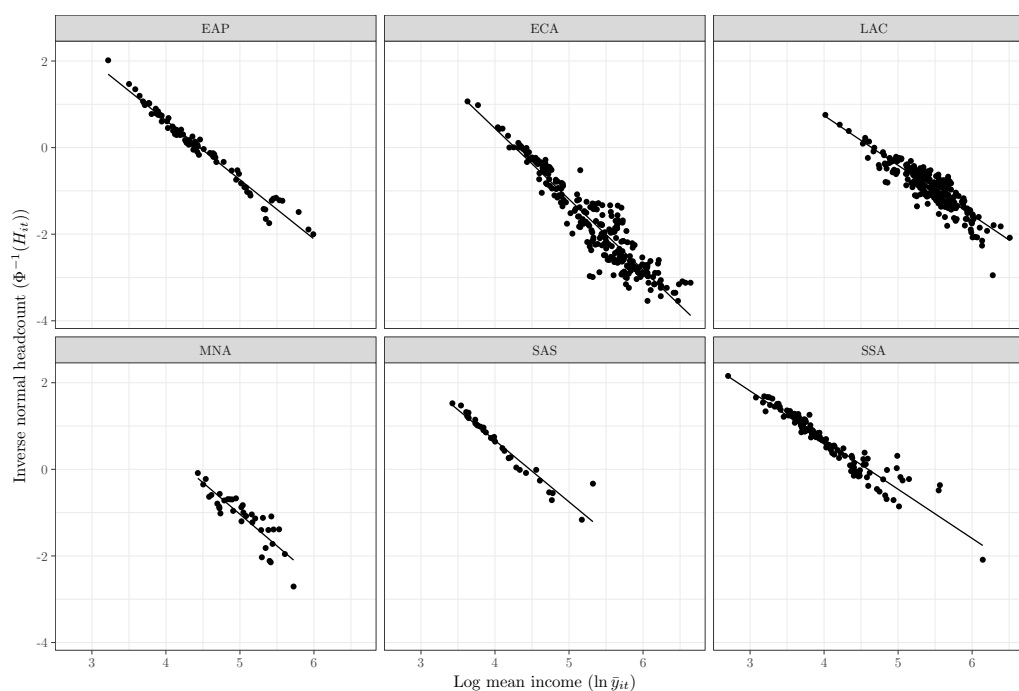 EAP ECA LAC
2
0
-2
-4
MNA SAS SSA
2
0
-2
-4
3 4 5 6 3 4 5 6 3 4 5 6
Log mean income (ln ȳ_it)
Inverse normal headcount (Φ⁻¹(H_it))